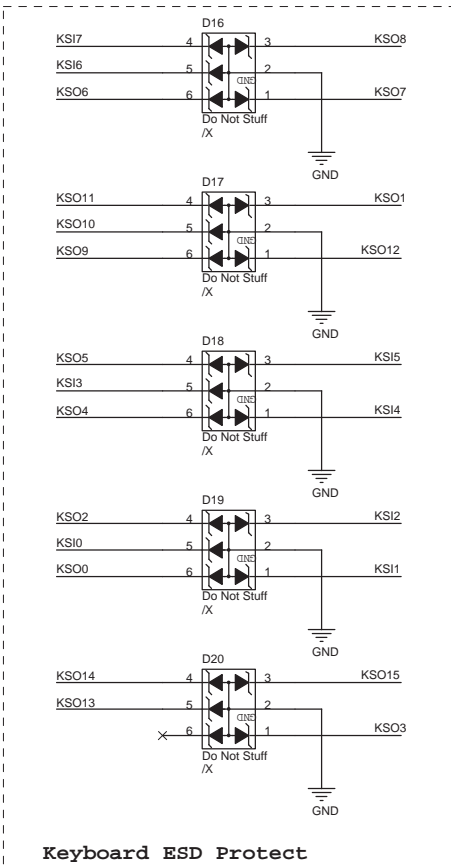 D16
KSI7 4 3 KSO8
KSI6 5 2
GND
KSO6 6 1 KSO7
Do Not Stuff
/X
GND
D17
KSO11 4 3 KSO1
KSO10 5 2
GND
KSO9 6 1 KSO12
Do Not Stuff
/X
GND
D18
KSO5 4 3 KSI5
KSI3 5 2
GND
KSO4 6 1 KSI4
Do Not Stuff
/X
GND
D19
KSO2 4 3 KSI2
KSI0 5 2
GND
KSO0 6 1 KSI1
Do Not Stuff
/X
GND
D20
KSO14 4 3 KSO15
KSO13 5 2
GND
6 1 KSO3
Do Not Stuff
/X
GND
Keyboard ESD Protect